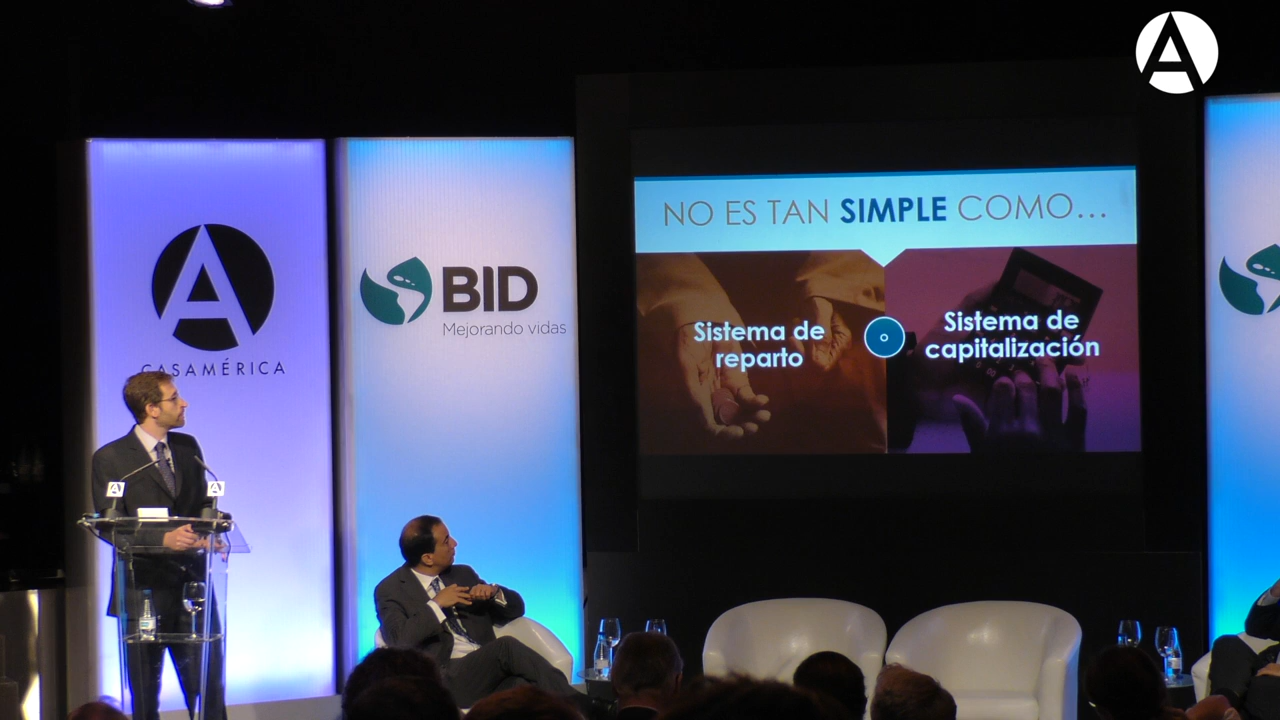 A
A
CASAMÉRICA
BID
Mejorando vidas
NO ES TAN SIMPLE COMO...
Sistema de
reparto
o
Sistema de
capitalización
A
A